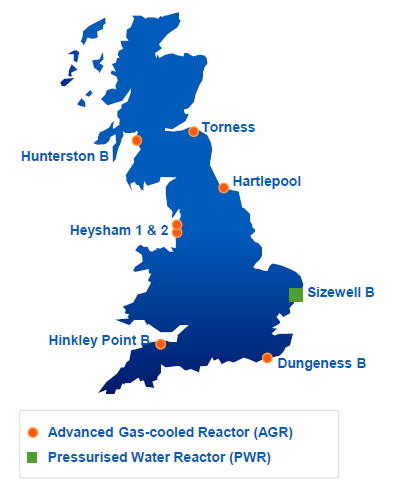 Torness
Hunterston B
Hartlepool
Heysham 1 & 2
Sizewell B
Hinkley Point B
Dungeness B
Advanced Gas-cooled Reactor (AGR)
Pressurised Water Reactor (PWR)